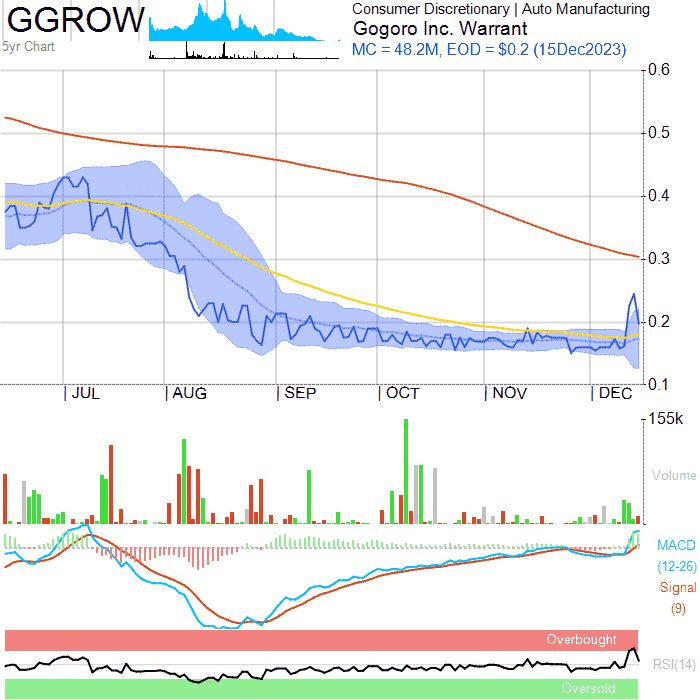 GGROW
5yr Chart
Consumer Discretionary | Auto Manufacturing
Gogoro Inc. Warrant
MC = 48.2M, EOD = $0.2 (15Dec2023)
0.6
0.5
0.4
0.3
0.2
0.1
| JUL | AUG | SEP | OCT | NOV | DEC
155k
Volume
MACD
(12-26)
Signal
(9)
Overbought
RSI(14)
Oversold